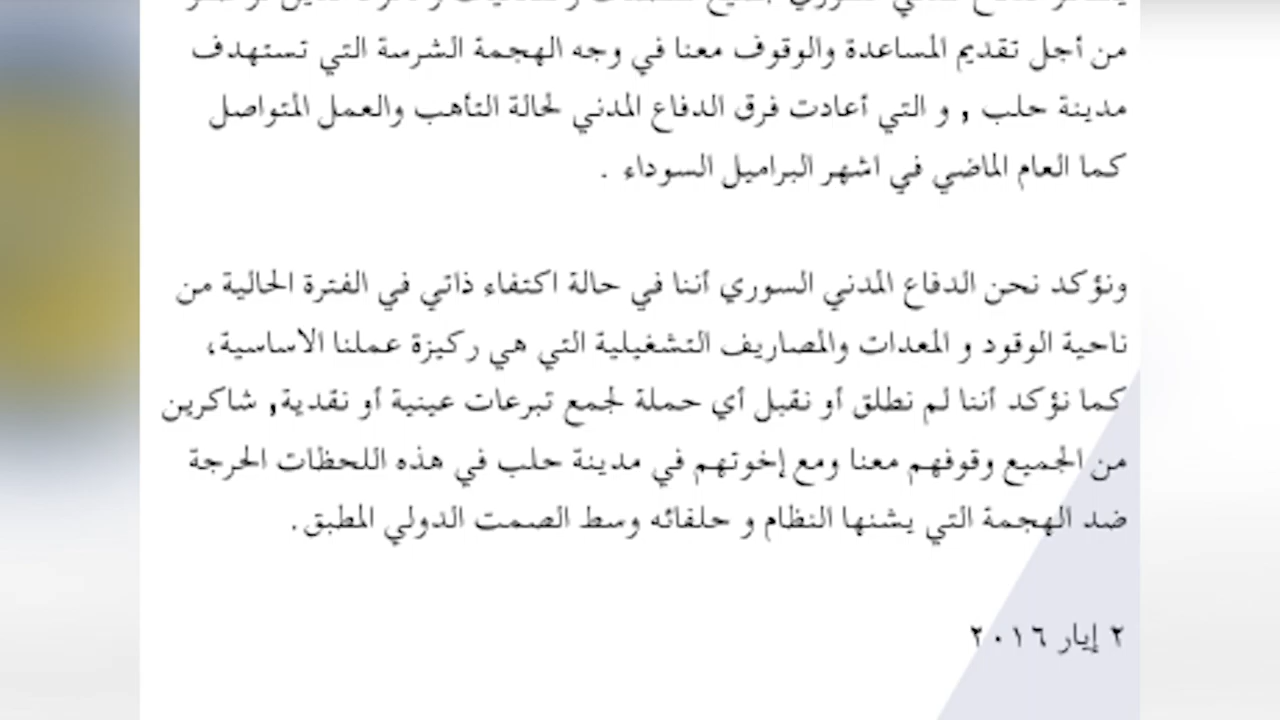 من أجل تقديم المساعدة والوقوف معنا في وجه الهجمة الشرسة التي تستهدف
مدينة حلب , و التي أعادت فرق الدفاع المدني لحالة التأهب والعمل المتواصل
كما العام الماضي في اشهر البراميل السوداء .
ونؤكد نحن الدفاع المدني السوري أننا في حالة اكتفاء ذاتي في الفترة الحالية من
ناحية الوقود و المعدات والمصاريف التشغيلية التي هي ركيزة عملنا الاساسية،
كما نؤكد أننا لم نطلق أو نقبل أي حملة لجمع تبرعات عينية أو نقدية, شاكرين
من الجميع وقوفهم معنا ومع إخوتهم في مدينة حلب في هذه اللحظات الحرجة
ضد الهجمة التي يشنها النظام و حلفائه وسط الصمت الدولي المطبق.
٢ إيار ٢٠١٦